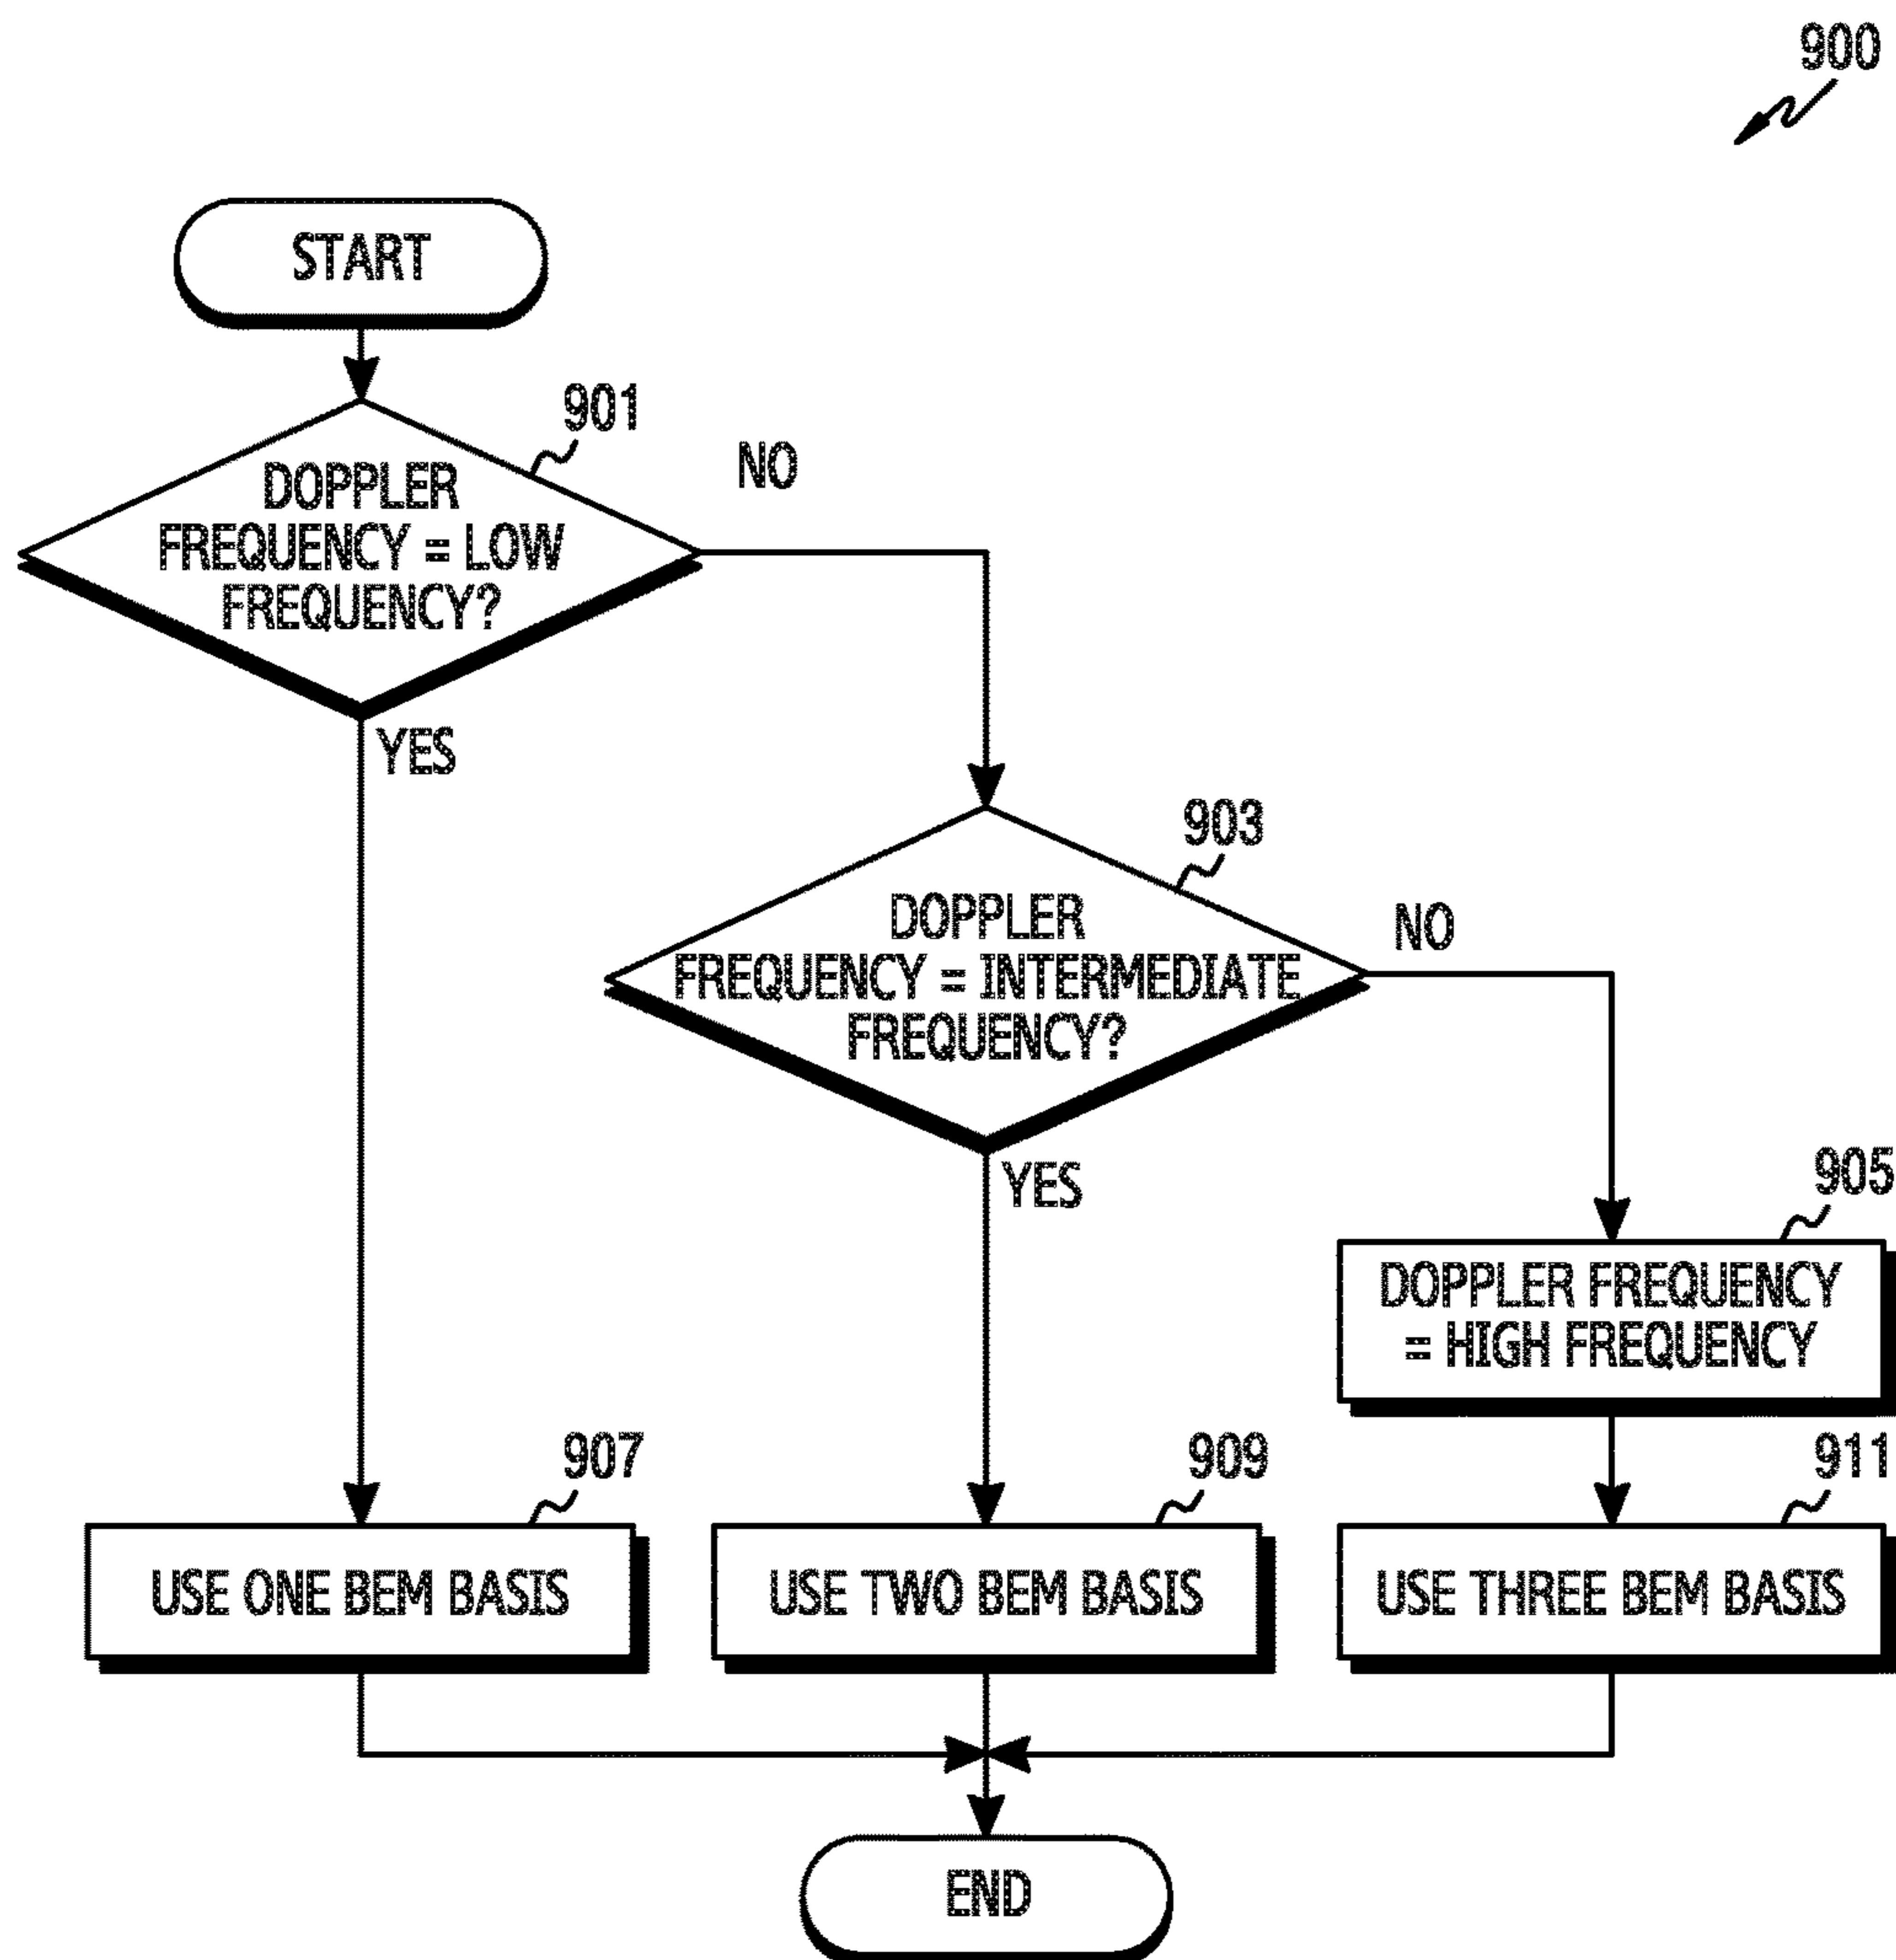 900
START
901
DOPPLER
FREQUENCY = LOW
FREQUENCY?
NO
YES
903
DOPPLER
FREQUENCY = INTERMEDIATE
FREQUENCY?
NO
YES
905
DOPPLER FREQUENCY
= HIGH FREQUENCY
907
USE ONE BEM BASIS
909
USE TWO BEM BASIS
911
USE THREE BEM BASIS
END